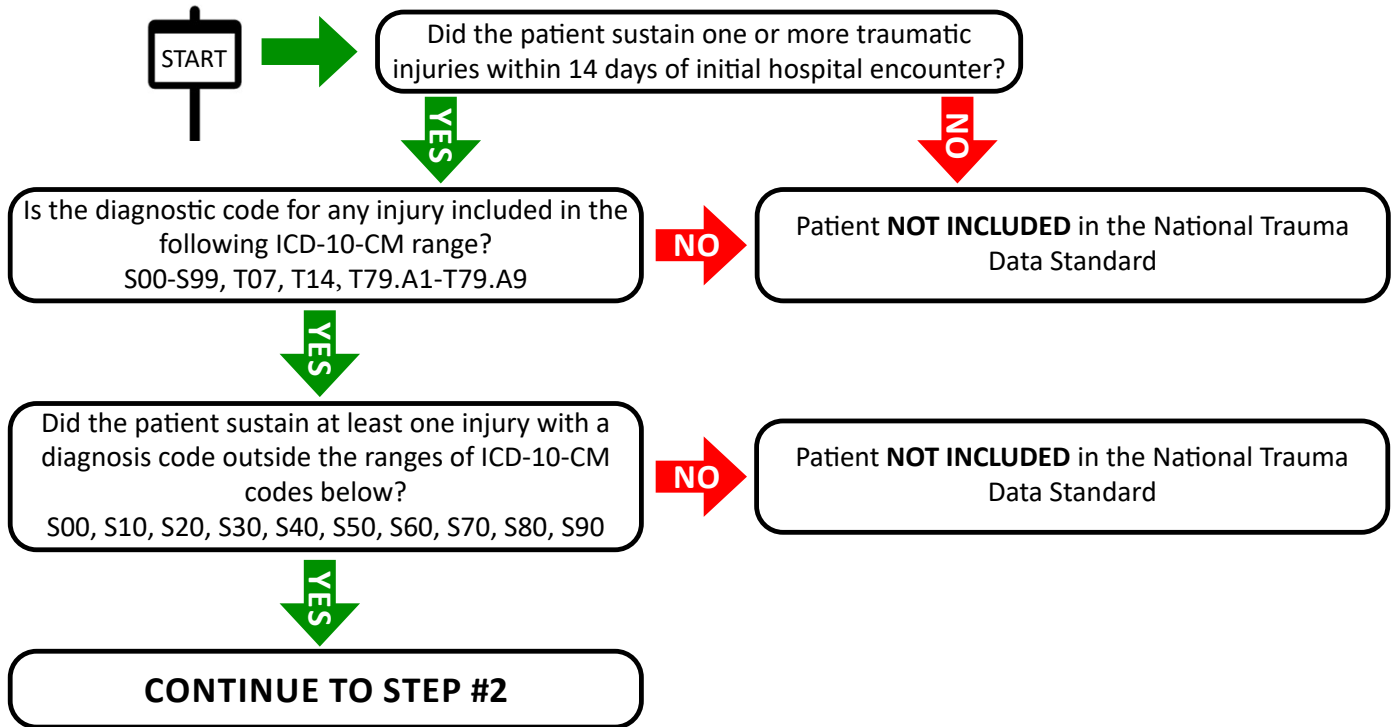 START
Did the patient sustain one or more traumatic
injuries within 14 days of initial hospital encounter?
YES
NO
Is the diagnostic code for any injury included in the
following ICD-10-CM range?
S00-S99, T07, T14, T79.A1-T79.A9
NO
Patient NOT INCLUDED in the National Trauma
Data Standard
YES
Did the patient sustain at least one injury with a
diagnosis code outside the ranges of ICD-10-CM
codes below?
S00, S10, S20, S30, S40, S50, S60, S70, S80, S90
NO
Patient NOT INCLUDED in the National Trauma
Data Standard
YES
CONTINUE TO STEP #2